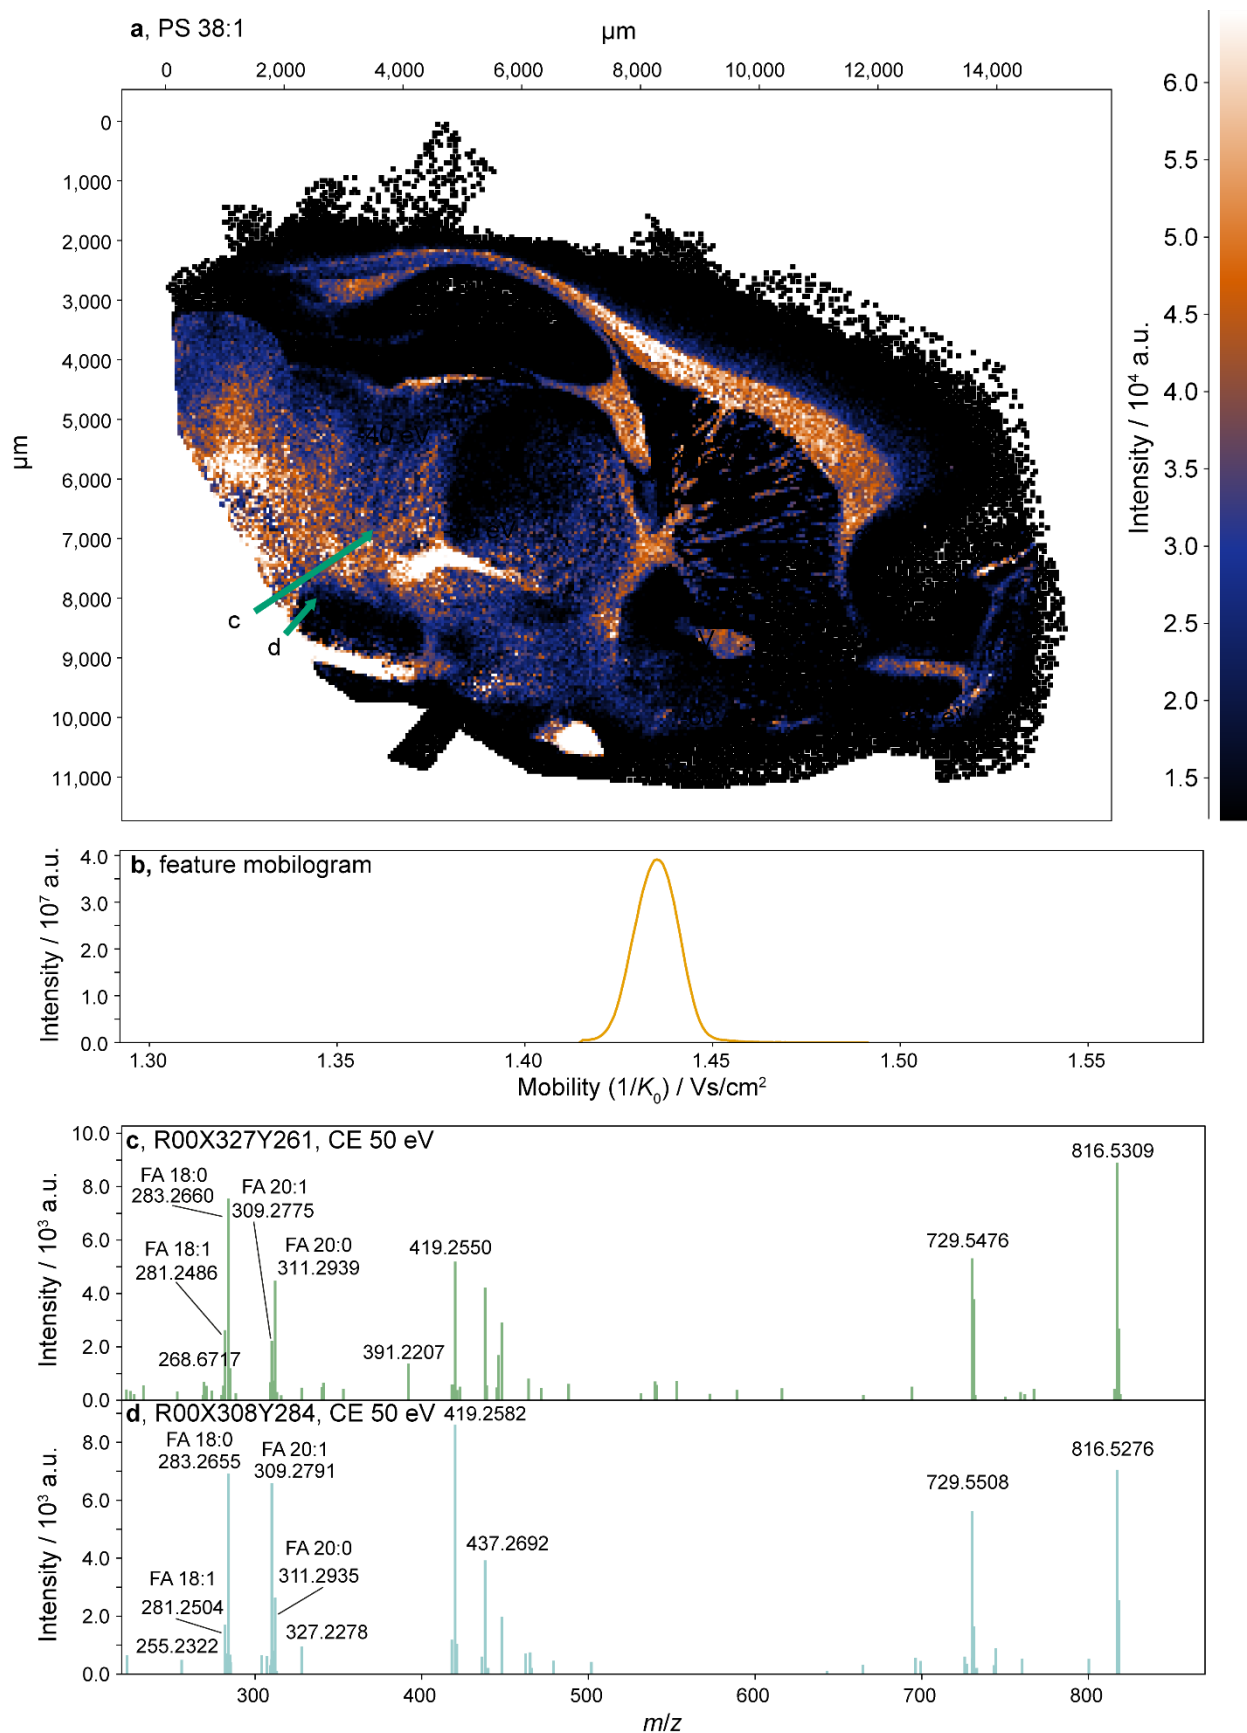 a, PS 38:1
µm
0 2,000 4,000 6,000 8,000 10,000 12,000 14,000
0
1,000
2,000
3,000
4,000
5,000
6,000
7,000
8,000
9,000
10,000
11,000
µm
40 eV
c
d
6.0
5.5
5.0
4.5
4.0
3.5
3.0
2.5
2.0
1.5
Intensity / 10⁴ a.u.
b, feature mobilogram
4.0
3.0
2.0
1.0
0.0
Intensity / 10⁷ a.u.
1.30 1.35 1.40 1.45 1.50 1.55
Mobility (1/K₀) / Vs/cm²
c, R00X327Y261, CE 50 eV
10.0
8.0
6.0
4.0
2.0
0.0
Intensity / 10³ a.u.
FA 18:0
283.2660
FA 20:1
309.2775
FA 18:1
281.2486
FA 20:0
311.2939
268.6717
391.2207
419.2550
729.5476
816.5309
d, R00X308Y284, CE 50 eV
8.0
6.0
4.0
2.0
0.0
Intensity / 10³ a.u.
FA 18:0
283.2655
FA 20:1
309.2791
FA 20:0
311.2935
FA 18:1
281.2504
255.2322
327.2278
419.2582
437.2692
729.5508
816.5276
300 400 500 600 700 800
m/z